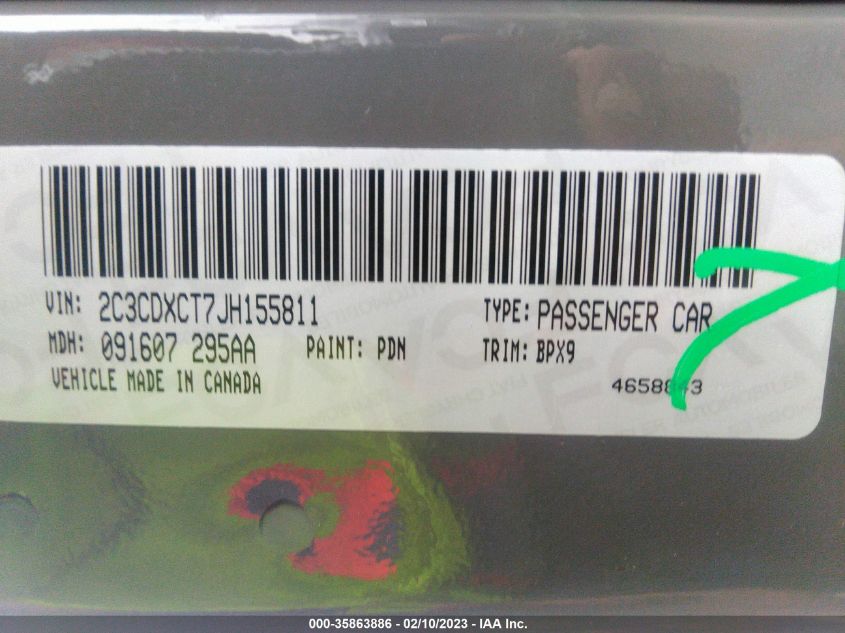 VIN: 2C3CDXCT7JH155811
TYPE: PASSENGER CAR
MDH: 091607 295AA PAINT: PDN TRIM: BPX9
VEHICLE MADE IN CANADA
000-35863886 - 02/10/2023 - IAA Inc.